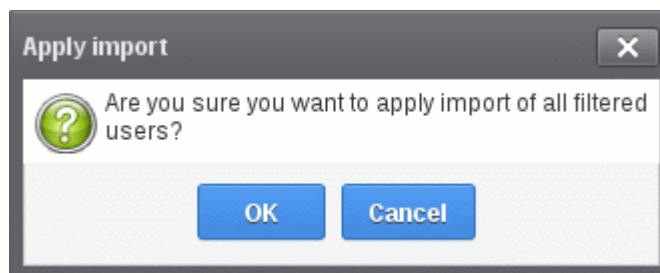 Apply import
Are you sure you want to apply import of all filtered
users?
OK Cancel